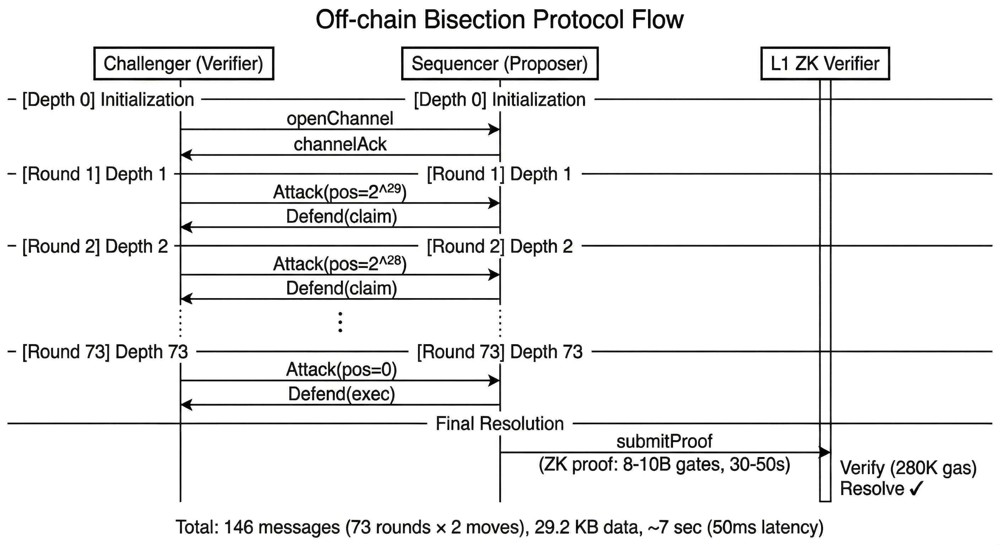 Off-chain Bisection Protocol Flow
Challenger (Verifier)
Sequencer (Proposer)
L1 ZK Verifier
[Depth 0] Initialization
[Depth 0] Initialization
openChannel
channelAck
[Round 1] Depth 1
[Round 1] Depth 1
Attack(pos=2^29)
Defend(claim)
[Round 2] Depth 2
[Round 2] Depth 2
Attack(pos=2^28)
Defend(claim)
[Round 73] Depth 73
[Round 73] Depth 73
Attack(pos=0)
Defend(exec)
Final Resolution
submitProof
(ZK proof: 8-10B gates, 30-50s)
Verify (280K gas)
Resolve ✓
Total: 146 messages (73 rounds × 2 moves), 29.2 KB data, ~7 sec (50ms latency)